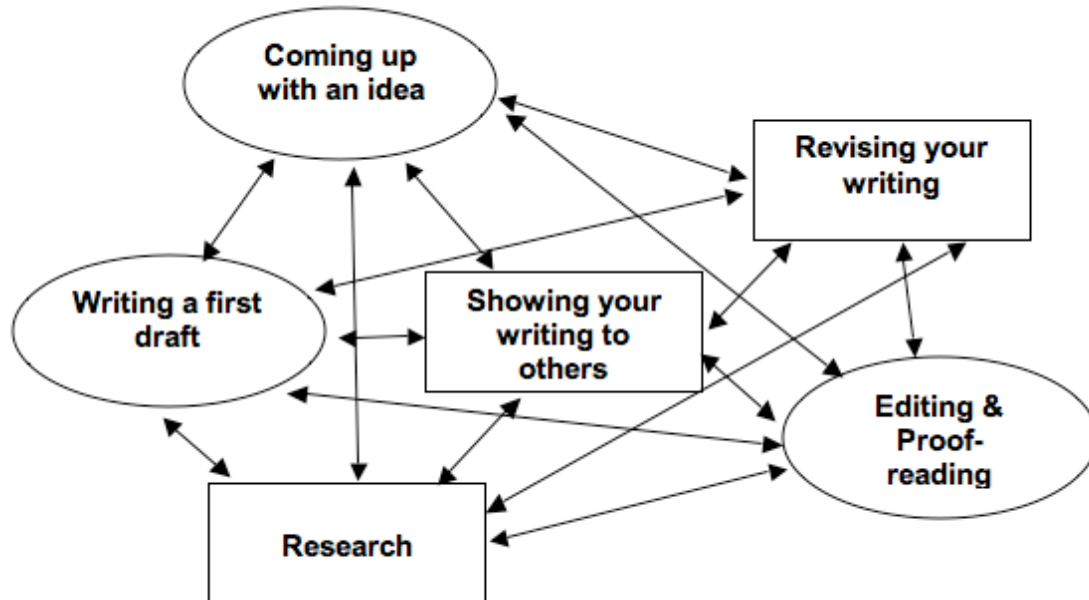 Coming up
with an idea
Revising your
writing
Writing a first
draft
Showing your
writing to
others
Editing &
Proof-
reading
Research